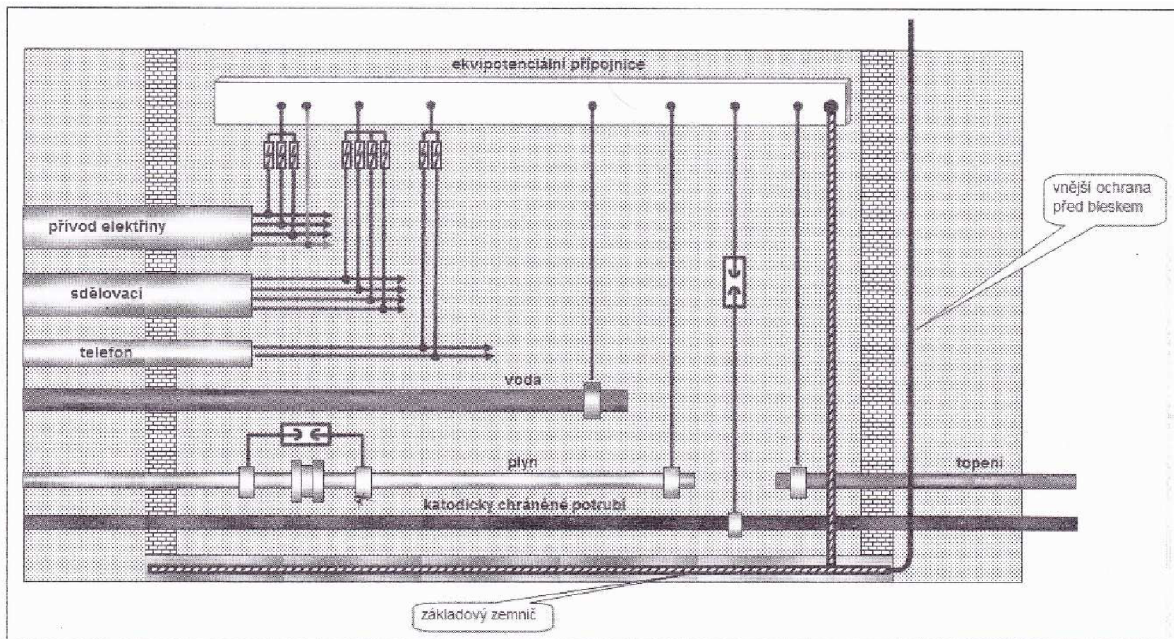 ekvipotenciální přípojnice
vnější ochrana
před bleskem
přívod elektřiny
sdělovací
telefon
voda
plyn
topení
katodicky chráněné potrubí
základový zemnič